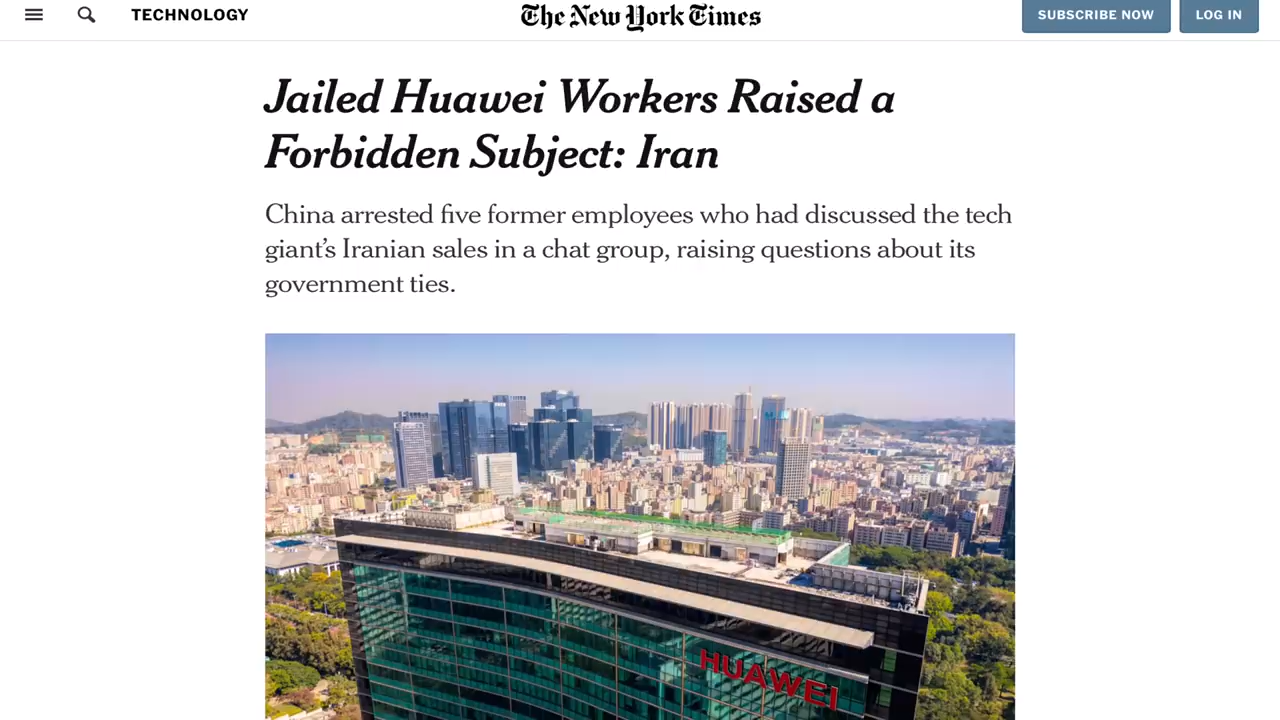 TECHNOLOGY
The New York Times
SUBSCRIBE NOW
LOG IN
Jailed Huawei Workers Raised a
Forbidden Subject: Iran
China arrested five former employees who had discussed the tech
giant’s Iranian sales in a chat group, raising questions about its
government ties.
HUAWEI